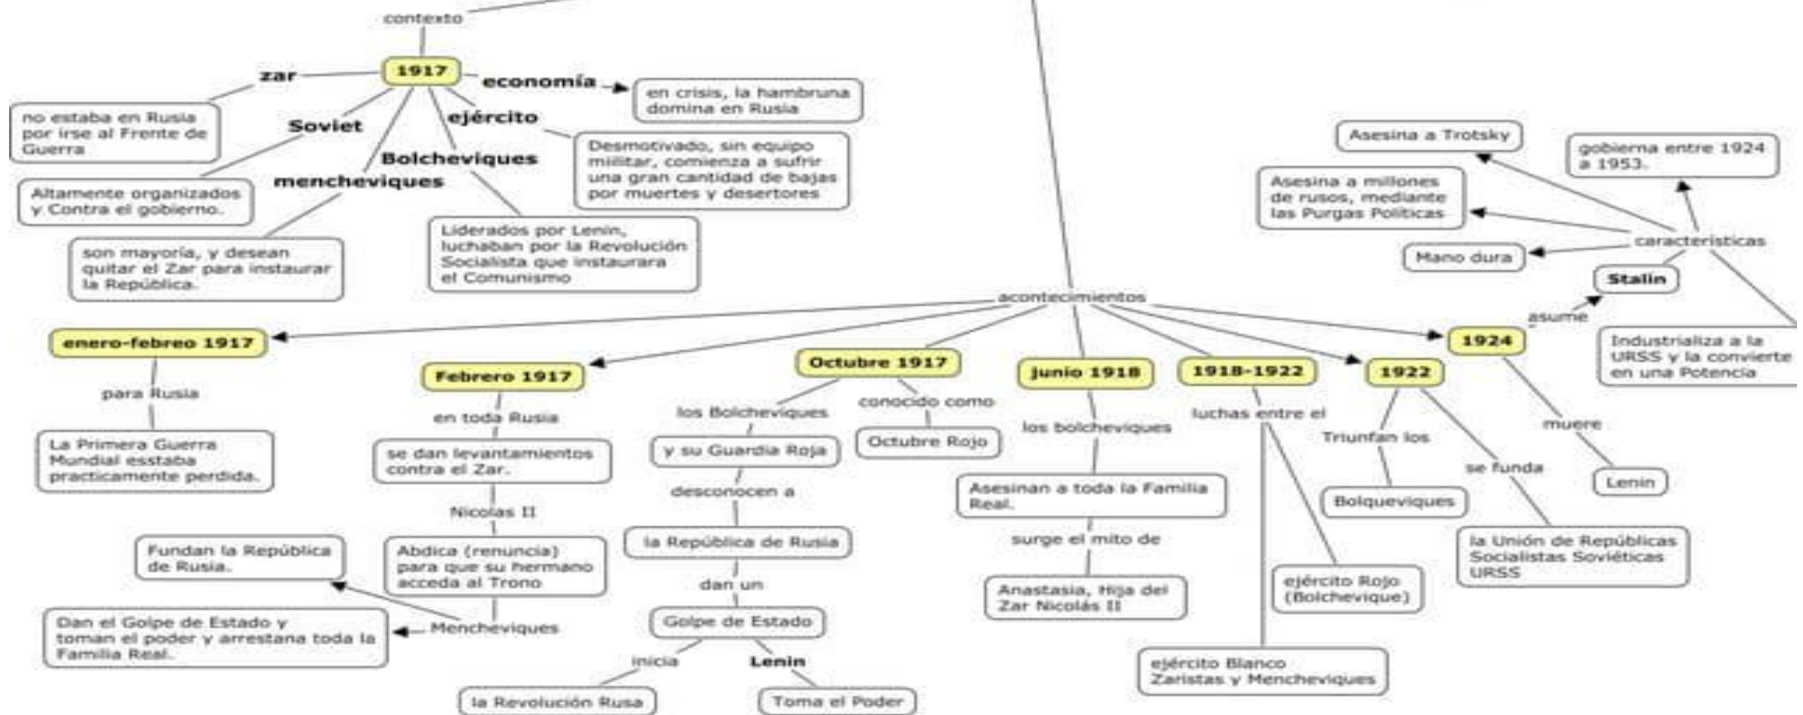 contexto
1917
zar
no estaba en Rusia
por irse al Frente de
Guerra
Soviet
Altamente organizados
y Contra el gobierno.
mencheviques
son mayoría, y desean
quitar el Zar para instaurar
la República.
Bolcheviques
Liderados por Lenin,
luchaban por la Revolución
Socialista que instaurara
el Comunismo
ejército
Desmotivado, sin equipo
miilitar, comienza a sufrir
una gran cantidad de bajas
por muertes y desertores
economía
en crisis, la hambruna
domina en Rusia
acontecimientos
enero-febreo 1917
para Rusia
La Primera Guerra
Mundial esstaba
practicamente perdida.
Febrero 1917
en toda Rusia
se dan levantamientos
contra el Zar.
Nicolas II
Abdica (renuncia)
para que su hermano
acceda al Trono
Mencheviques
Fundan la República
de Rusia.
Dan el Golpe de Estado y
toman el poder y arrestana toda la
Familia Real.
Octubre 1917
los Bolcheviques
y su Guardia Roja
desconocen a
la República de Rusia
dan un
Golpe de Estado
inicia
la Revolución Rusa
Lenin
Toma el Poder
conocido como
Octubre Rojo
junio 1918
los bolcheviques
Asesinan a toda la Familia
Real.
surge el mito de
Anastasia, Hija del
Zar Nicolás II
1918-1922
luchas entre el
ejército Rojo
(Bolchevique)
ejército Blanco
Zaristas y Mencheviques
1922
Triunfan los
Bolqueviques
se funda
la Unión de Repúblicas
Socialistas Soviéticas
URSS
1924
muere
Lenin
asume
Stalin
características
Asesina a Trotsky
gobierna entre 1924
a 1953.
Asesina a millones
de rusos, mediante
las Purgas Políticas
Mano dura
Industrializa a la
URSS y la convierte
en una Potencia